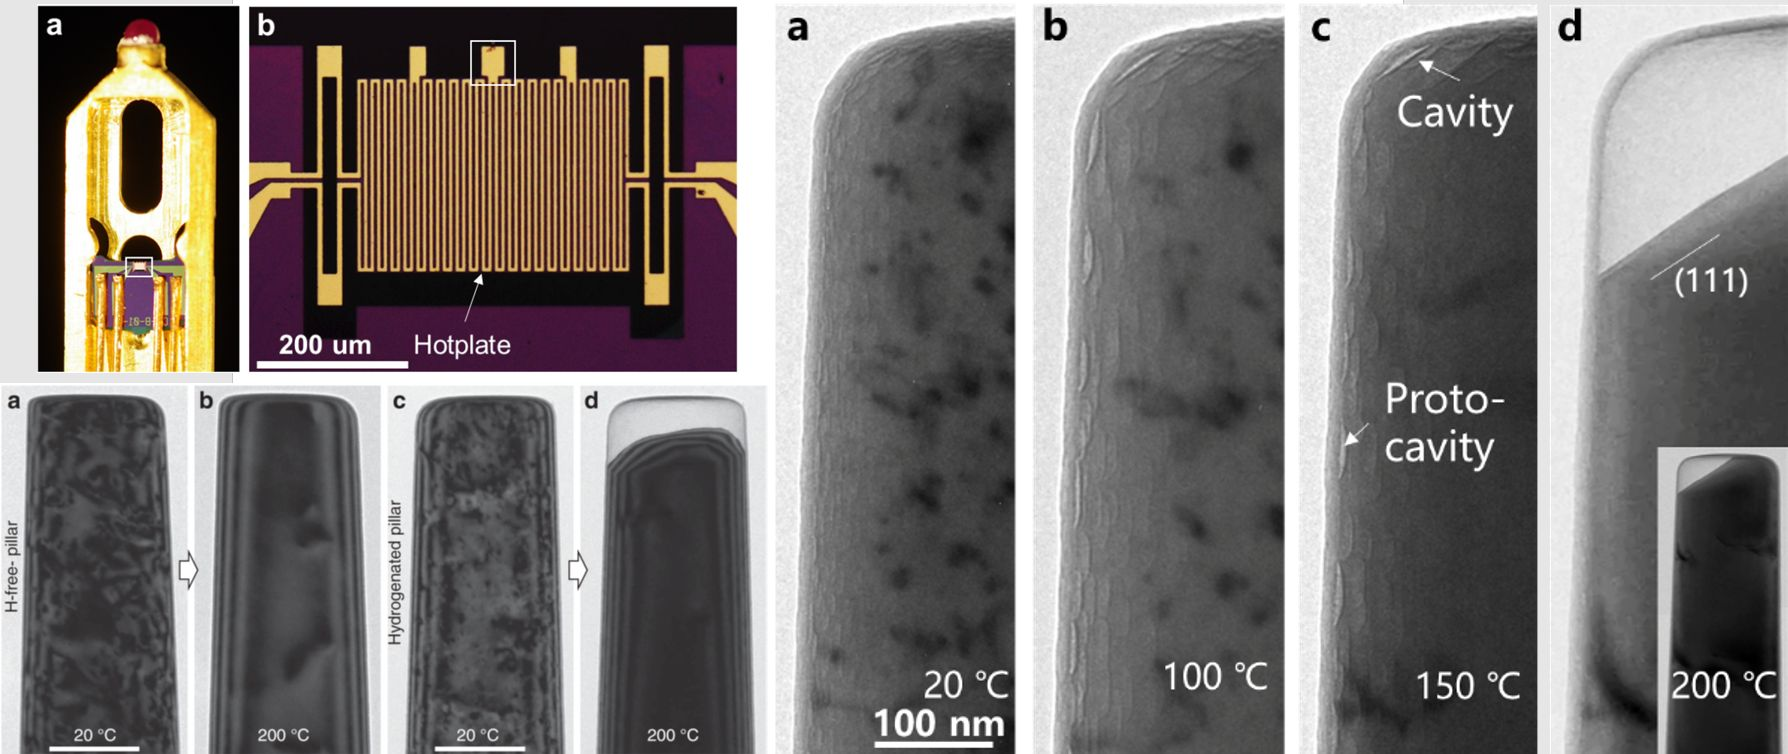 a
b
200 um
Hotplate
a
b
c
d
H-free- pillar
Hydrogenated pillar
20 °C
200 °C
20 °C
200 °C
a
b
c
d
Cavity
Proto-
cavity
(111)
20 ℃
100 nm
100 ℃
150 ℃
200 ℃